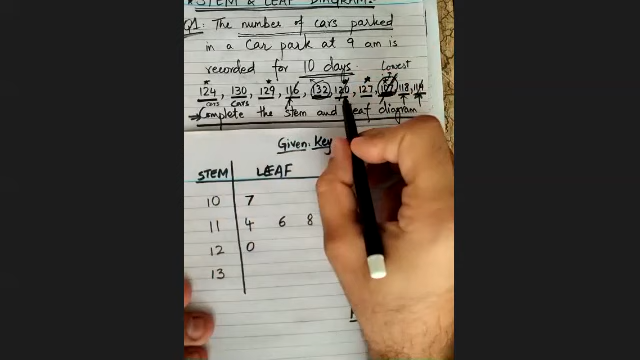 STEM & LEAF DIAGRAM:
Q1: The number of cars parked
in a Car park at 9 am is
recorded for 10 days. Lowest
124, 130, 129, 116, 132, 120, 127, 107, 118, 114
cars cars
Complete the stem and leaf diagram
Given: Key
STEM LEAF
10 7
11 4 6 8
12 0
13